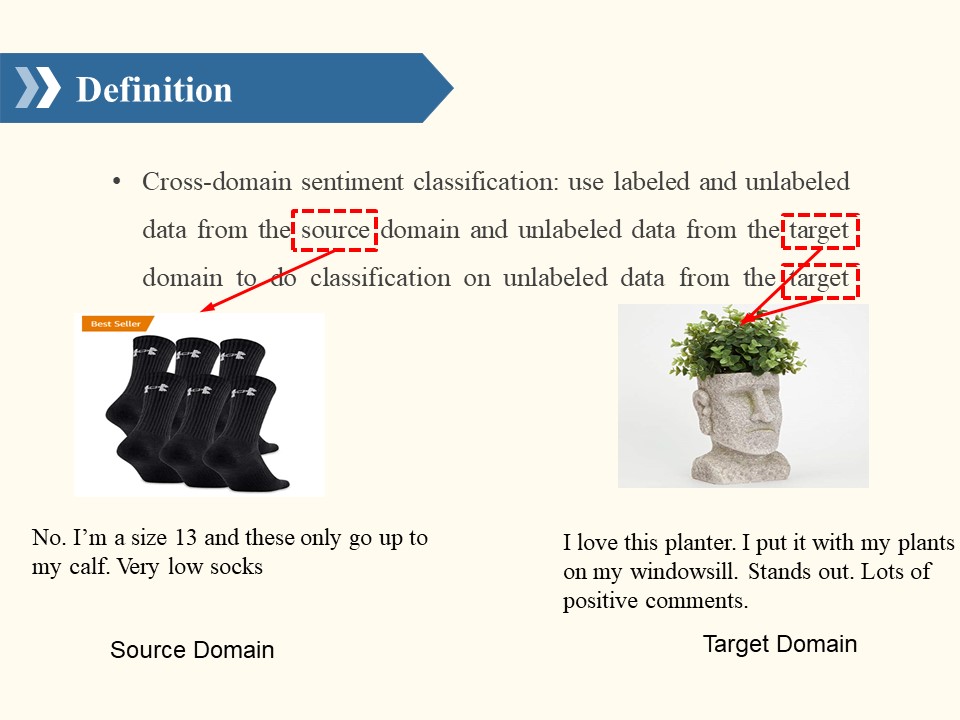 Definition
• Cross-domain sentiment classification: use labeled and unlabeled
data from the source domain and unlabeled data from the target
domain to do classification on unlabeled data from the target
Best Seller
No. I’m a size 13 and these only go up to
my calf. Very low socks
I love this planter. I put it with my plants
on my windowsill. Stands out. Lots of
positive comments.
Source Domain
Target Domain